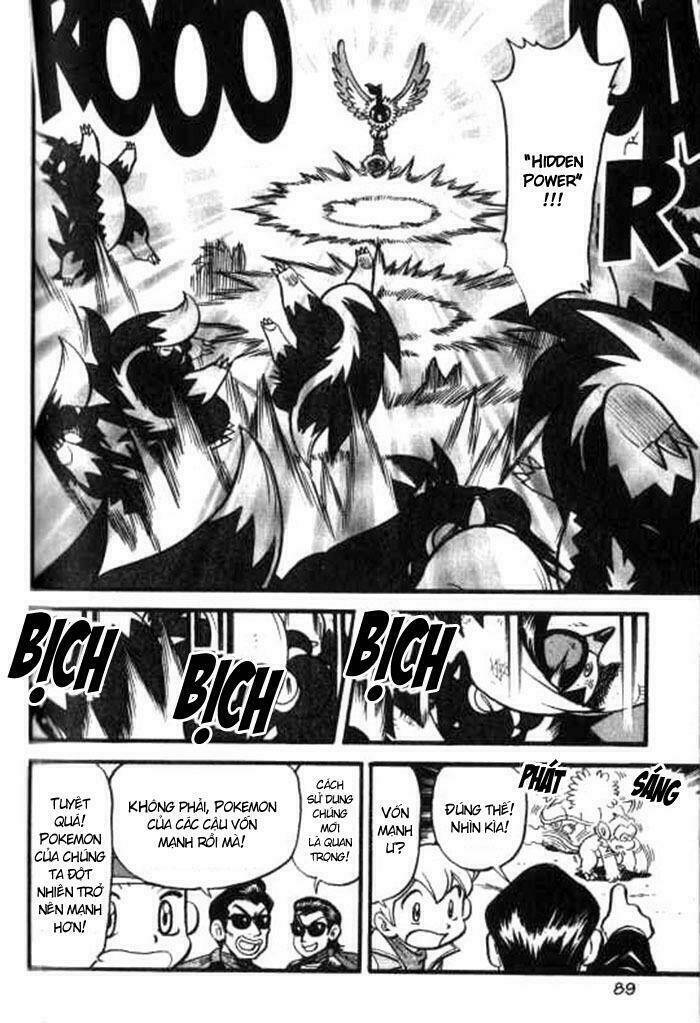 ROOO
OA
R
"HIDDEN
POWER"
!!!
BỊCH
BỊCH
BỊCH
PHÁT
SÁNG
ĐÚNG THẾ!
NHÌN KÌA!
VỐN
MẠNH
Ư?
CÁCH
SỬ DỤNG
CHÚNG
MỚI
LÀ QUAN
TRỌNG!
KHÔNG PHẢI, POKEMON
CỦA CÁC CẬU VỐN
MẠNH RỒI MÀ!
TUYỆT
QUÁ!
POKEMON
CỦA CHÚNG
TA ĐỘT
NHIÊN TRỞ
NÊN MẠNH
HƠN!
89